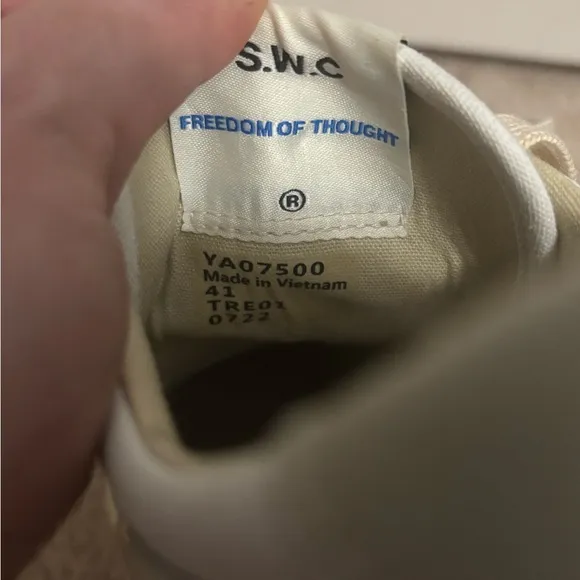 S.W.C
FREEDOM OF THOUGHT
®
YA07500
Made in Vietnam
41
TRE01
0722